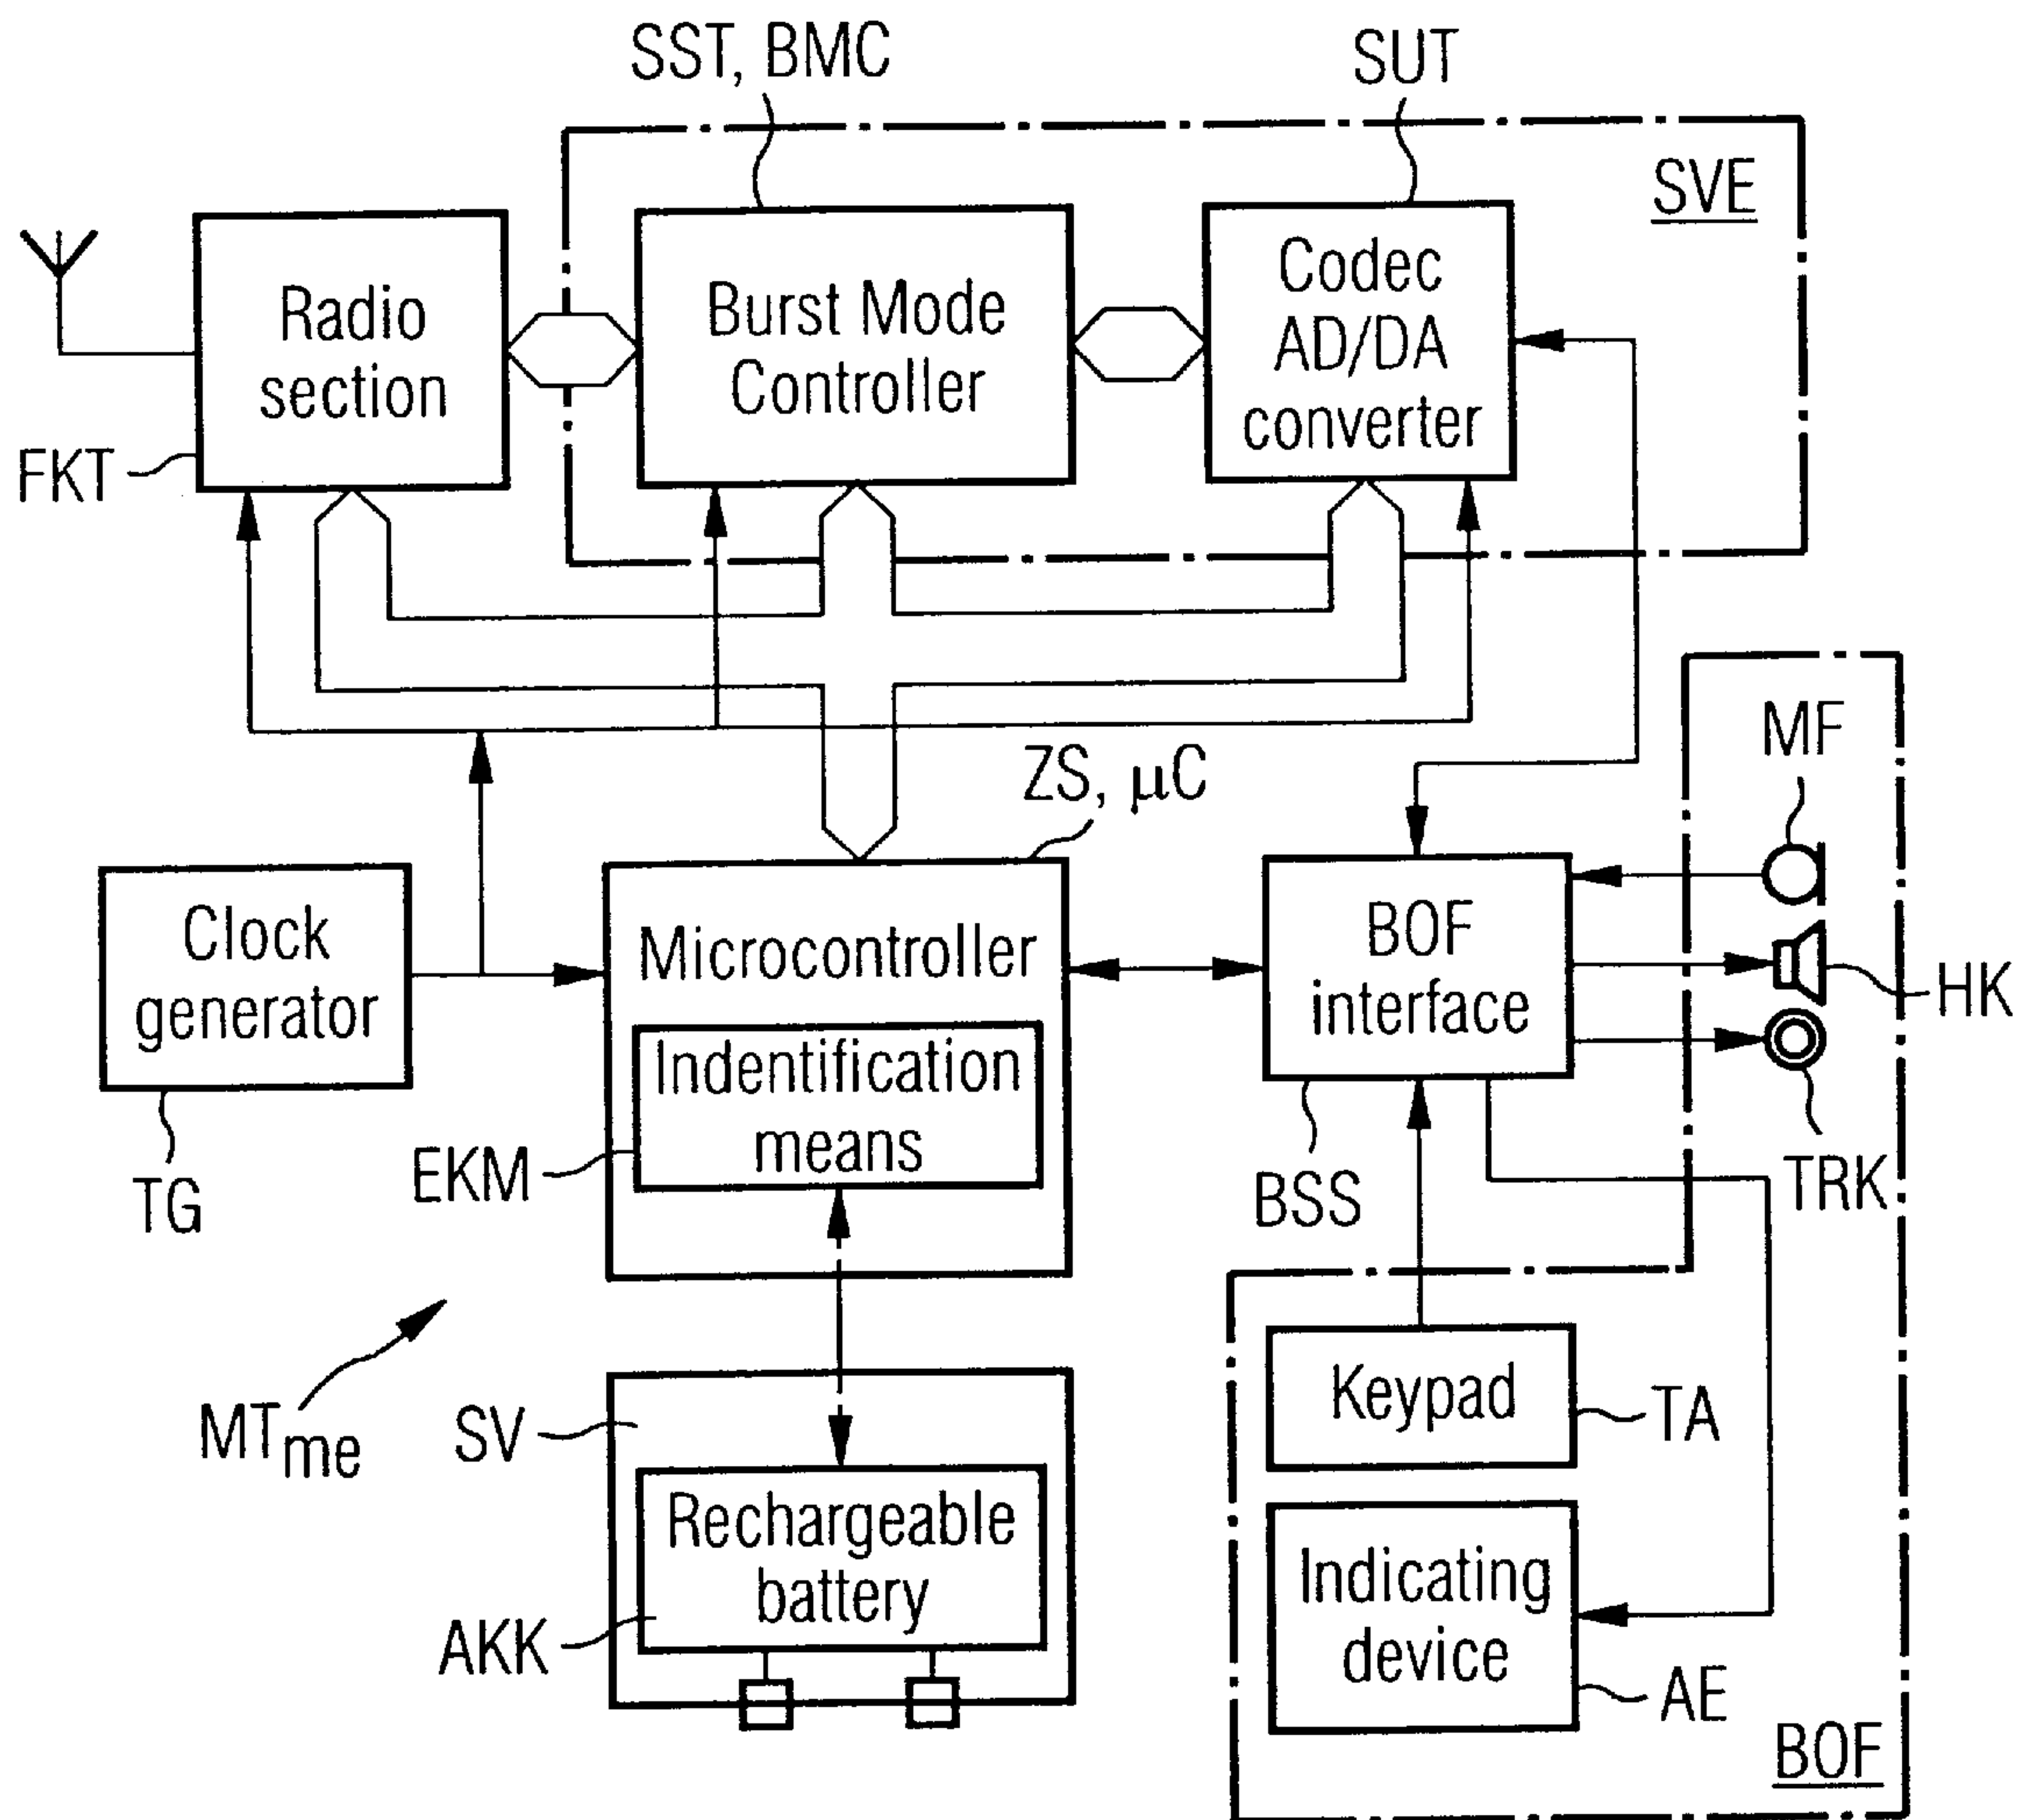 SST, BMC
SUT
SVE
Radio
section
Burst Mode
Controller
Codec
AD/DA
converter
FKT
ZS, µC
MF
Clock
generator
Microcontroller
BOF
interface
HK
Indentification
means
TG
EKM
BSS
TRK
MTme
SV
Keypad
TA
Rechargeable
battery
AKK
Indicating
device
AE
BOF